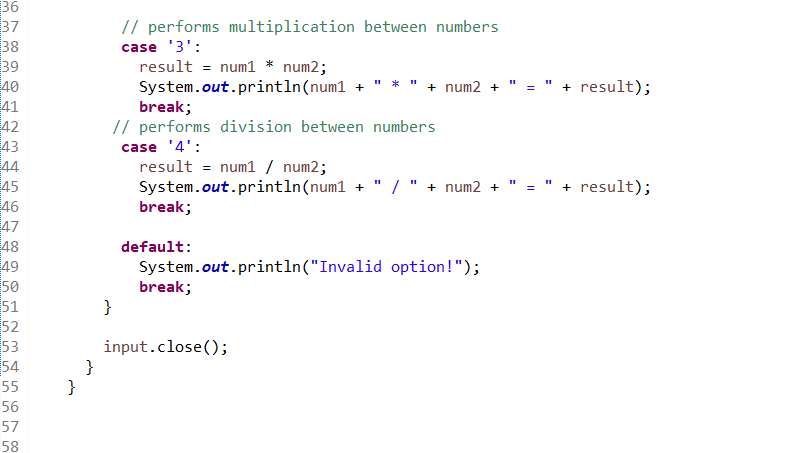 36
37 // performs multiplication between numbers
38 case '3':
39 result = num1 * num2;
40 System.out.println(num1 + " * " + num2 + " = " + result);
41 break;
42 // performs division between numbers
43 case '4':
44 result = num1 / num2;
45 System.out.println(num1 + " / " + num2 + " = " + result);
46 break;
47
48 default:
49 System.out.println("Invalid option!");
50 break;
51 }
52
53 input.close();
54 }
55 }
56
57
58